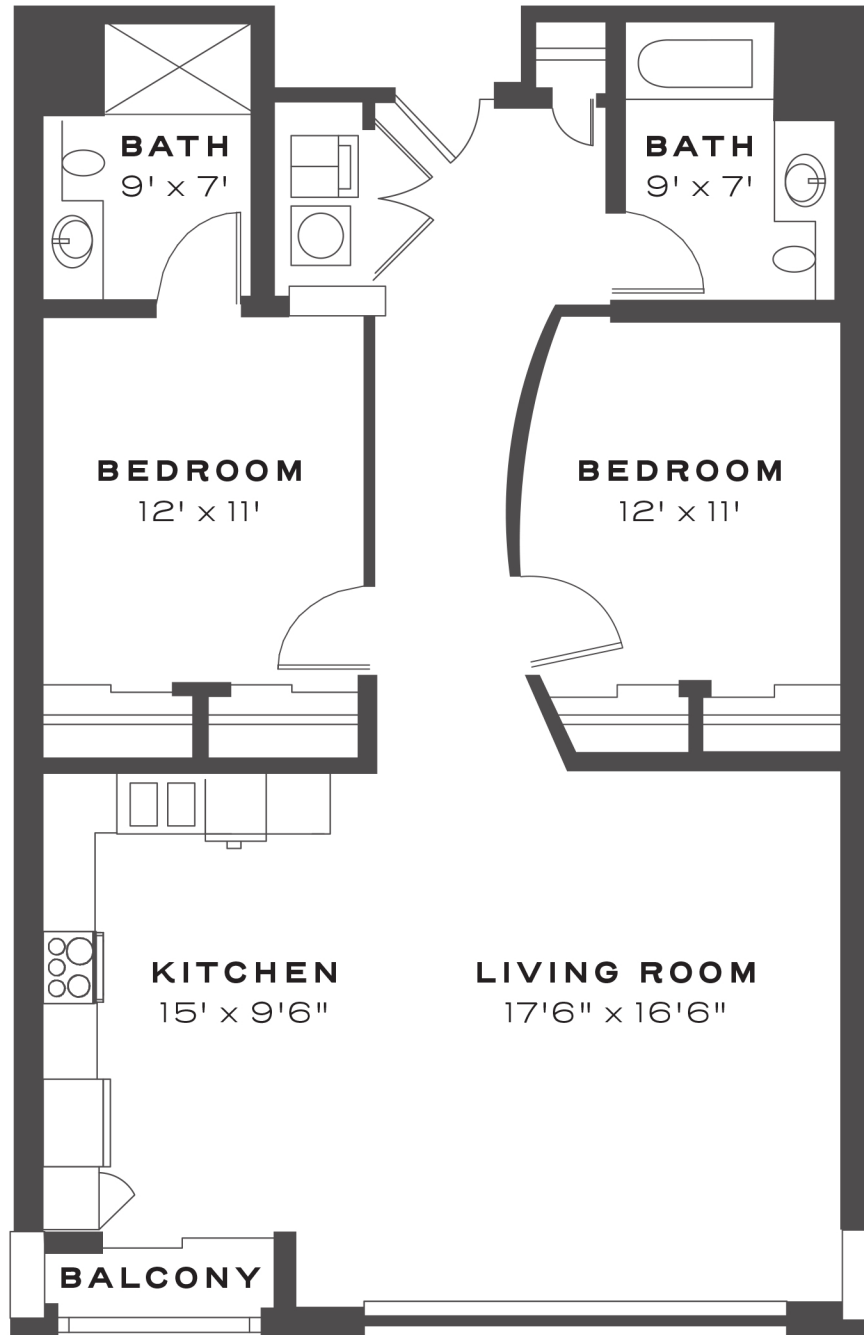 BATH
9' x 7'
BATH
9' x 7'
BEDROOM
12' x 11'
BEDROOM
12' x 11'
KITCHEN
15' x 9'6"
LIVING ROOM
17'6" x 16'6"
BALCONY